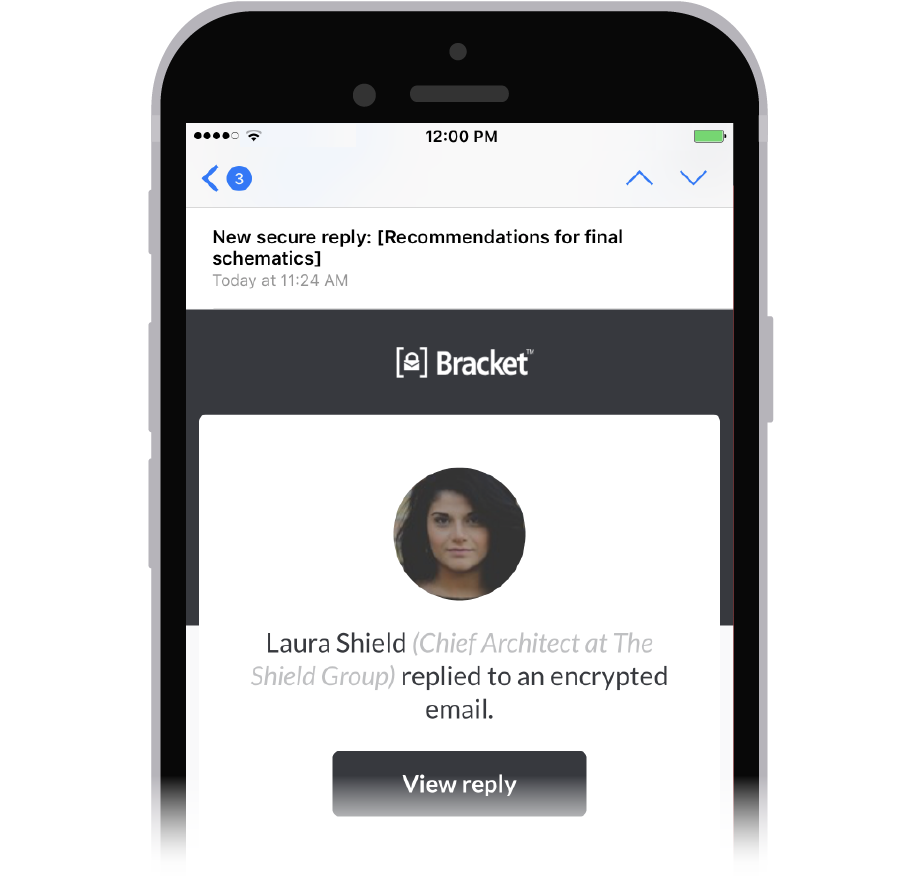 12:00 PM
3
New secure reply: [Recommendations for final
schematics]
Today at 11:24 AM
[ ] Bracket™
Laura Shield (Chief Architect at The
Shield Group) replied to an encrypted
email.
View reply